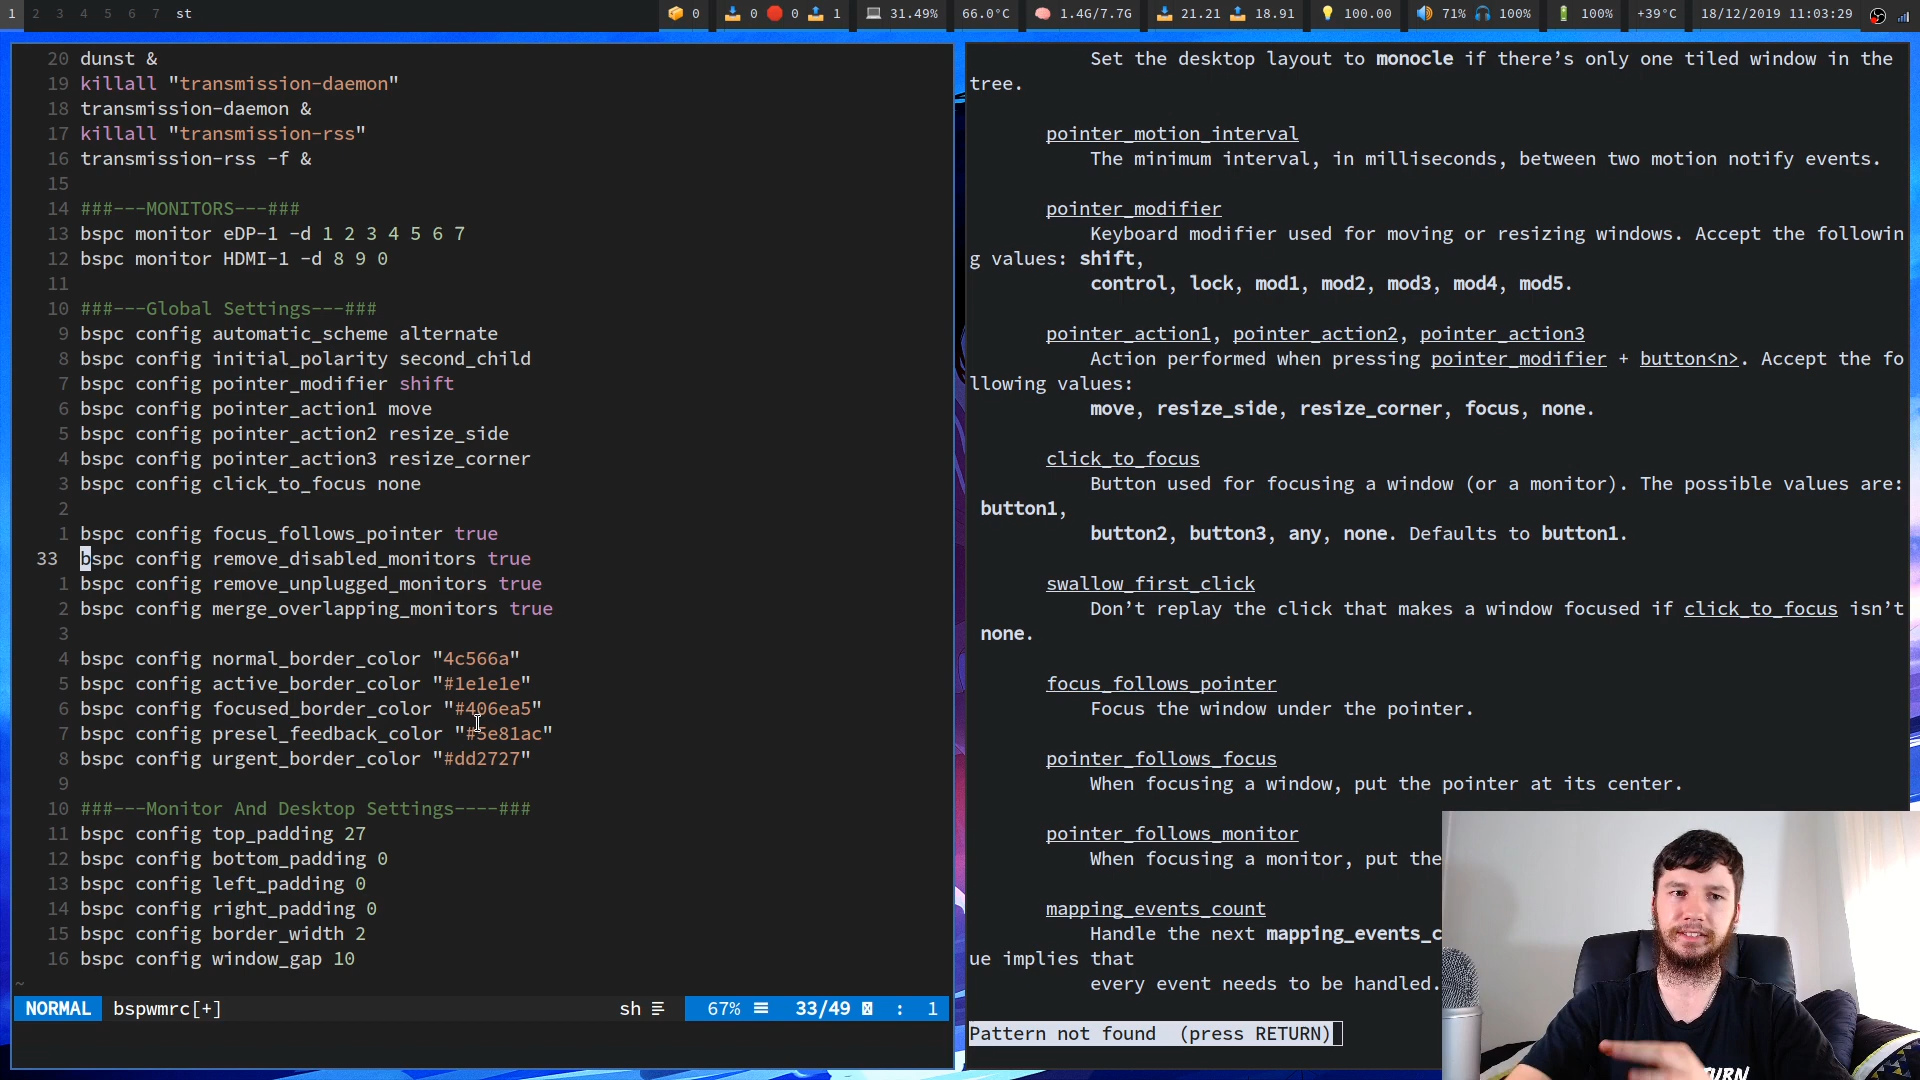 1 2 3 4 5 6 7 st
0 0 0 1 31.49% 66.0°C 1.4G/7.7G 21.21 18.91 100.00 71% 100% 100% +39°C 18/12/2019 11:03:29
20 dunst &
19 killall "transmission-daemon"
18 transmission-daemon &
17 killall "transmission-rss"
16 transmission-rss -f &
15
14 ###---MONITORS---###
13 bspc monitor eDP-1 -d 1 2 3 4 5 6 7
12 bspc monitor HDMI-1 -d 8 9 0
11
10 ###---Global Settings---###
9 bspc config automatic_scheme alternate
8 bspc config initial_polarity second_child
7 bspc config pointer_modifier shift
6 bspc config pointer_action1 move
5 bspc config pointer_action2 resize_side
4 bspc config pointer_action3 resize_corner
3 bspc config click_to_focus none
2
1 bspc config focus_follows_pointer true
33 bspc config remove_disabled_monitors true
1 bspc config remove_unplugged_monitors true
2 bspc config merge_overlapping_monitors true
3
4 bspc config normal_border_color "4c566a"
5 bspc config active_border_color "#1e1e1e"
6 bspc config focused_border_color "#406ea5"
7 bspc config presel_feedback_color "#5e81ac"
8 bspc config urgent_border_color "#dd2727"
9
10 ###---Monitor And Desktop Settings----###
11 bspc config top_padding 27
12 bspc config bottom_padding 0
13 bspc config left_padding 0
14 bspc config right_padding 0
15 bspc config border_width 2
16 bspc config window_gap 10
~
NORMAL bspwmrc[+] sh 67% 33/49 : 1
Set the desktop layout to monocle if there's only one tiled window in the
tree.
pointer_motion_interval
The minimum interval, in milliseconds, between two motion notify events.
pointer_modifier
Keyboard modifier used for moving or resizing windows. Accept the followin
g values: shift,
control, lock, mod1, mod2, mod3, mod4, mod5.
pointer_action1, pointer_action2, pointer_action3
Action performed when pressing pointer_modifier + button<n>. Accept the fo
llowing values:
move, resize_side, resize_corner, focus, none.
click_to_focus
Button used for focusing a window (or a monitor). The possible values are:
button1,
button2, button3, any, none. Defaults to button1.
swallow_first_click
Don't replay the click that makes a window focused if click_to_focus isn't
none.
focus_follows_pointer
Focus the window under the pointer.
pointer_follows_focus
When focusing a window, put the pointer at its center.
pointer_follows_monitor
When focusing a monitor, put the
mapping_events_count
Handle the next mapping_events_c
ue implies that
every event needs to be handled.
Pattern not found (press RETURN)